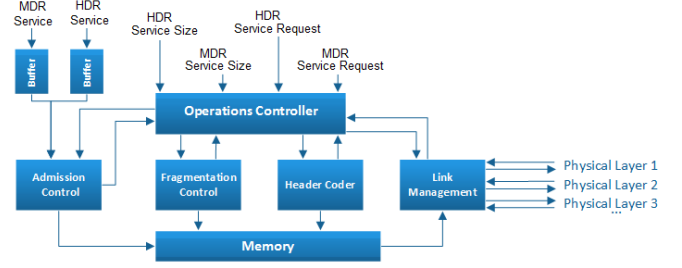 MDR
Service
HDR
Service
HDR
Service Size
HDR
Service Request
MDR
Service Size
MDR
Service Request
Buffer
Buffer
Operations Controller
Admission
Control
Fragmentation
Control
Header Coder
Link
Management
Physical Layer 1
Physical Layer 2
Physical Layer 3
...
Memory